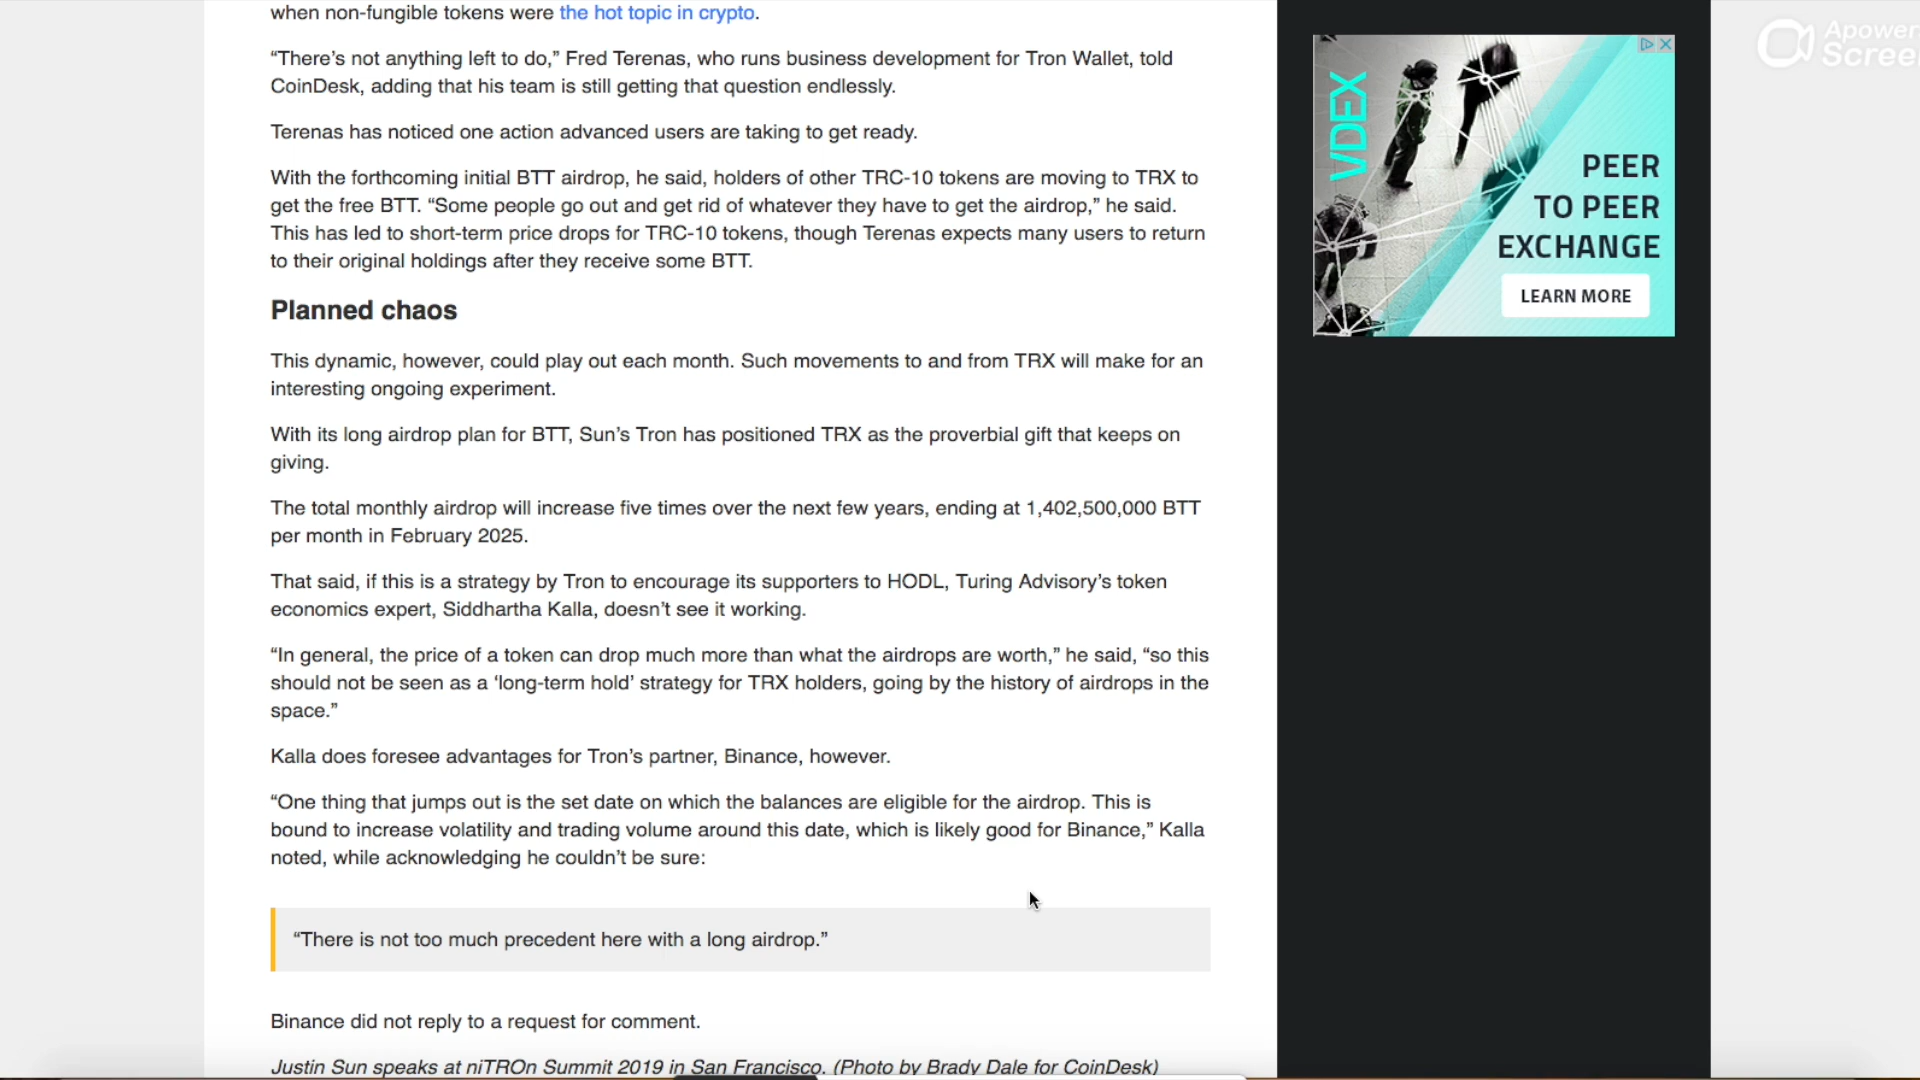 when non-fungible tokens were the hot topic in crypto.
“There’s not anything left to do,” Fred Terenas, who runs business development for Tron Wallet, told
CoinDesk, adding that his team is still getting that question endlessly.
Terenas has noticed one action advanced users are taking to get ready.
With the forthcoming initial BTT airdrop, he said, holders of other TRC-10 tokens are moving to TRX to
get the free BTT. “Some people go out and get rid of whatever they have to get the airdrop,” he said.
This has led to short-term price drops for TRC-10 tokens, though Terenas expects many users to return
to their original holdings after they receive some BTT.
Planned chaos
This dynamic, however, could play out each month. Such movements to and from TRX will make for an
interesting ongoing experiment.
With its long airdrop plan for BTT, Sun’s Tron has positioned TRX as the proverbial gift that keeps on
giving.
The total monthly airdrop will increase five times over the next few years, ending at 1,402,500,000 BTT
per month in February 2025.
That said, if this is a strategy by Tron to encourage its supporters to HODL, Turing Advisory’s token
economics expert, Siddhartha Kalla, doesn’t see it working.
“In general, the price of a token can drop much more than what the airdrops are worth,” he said, “so this
should not be seen as a ‘long-term hold’ strategy for TRX holders, going by the history of airdrops in the
space.”
Kalla does foresee advantages for Tron’s partner, Binance, however.
“One thing that jumps out is the set date on which the balances are eligible for the airdrop. This is
bound to increase volatility and trading volume around this date, which is likely good for Binance,” Kalla
noted, while acknowledging he couldn’t be sure:
“There is not too much precedent here with a long airdrop.”
Binance did not reply to a request for comment.
Justin Sun speaks at niTROn Summit 2019 in San Francisco. (Photo by Brady Dale for CoinDesk)
VDEX
PEER
TO PEER
EXCHANGE
LEARN MORE
Apower
Scree